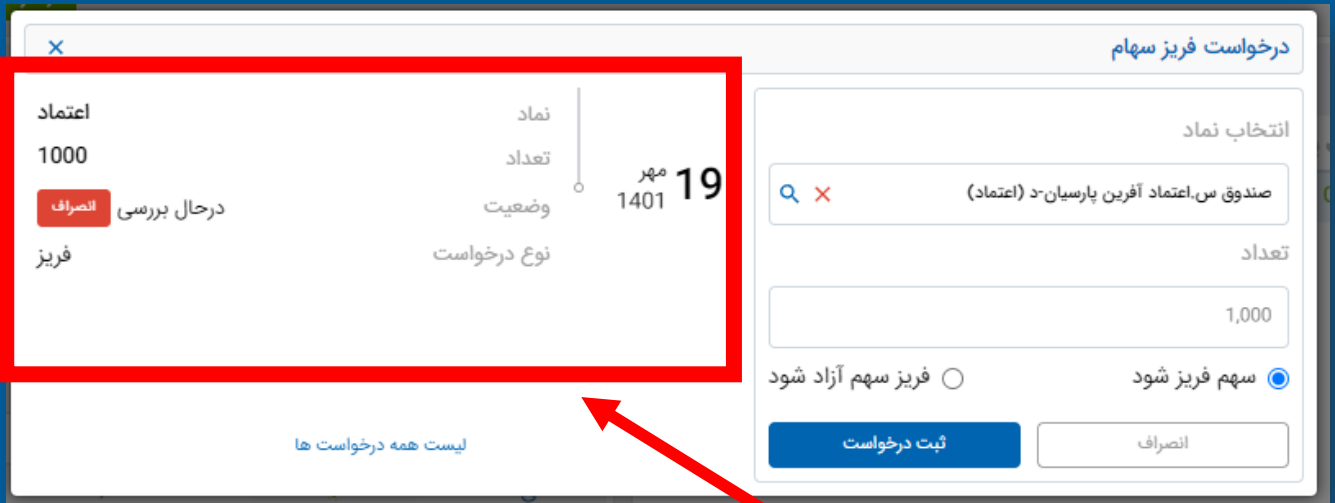 درخواست فریز سهام
انتخاب نماد
صندوق س.اعتماد آفرین پارسیان-د (اعتماد)
تعداد
1,000
سهم فریز شود
فریز سهم آزاد شود
انصراف
ثبت درخواست
19 مهر 1401
نماد اعتماد
تعداد 1000
وضعیت درحال بررسی انصراف
نوع درخواست فریز
لیست همه درخواست ها